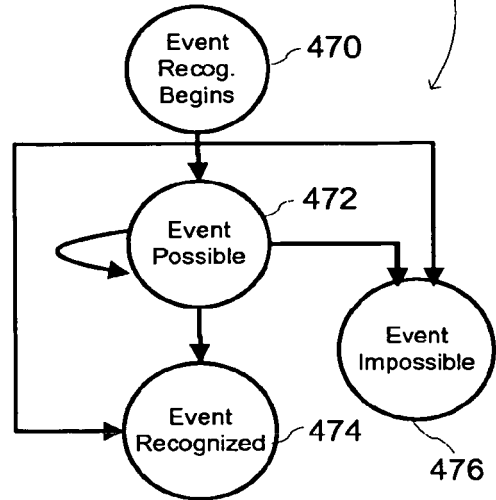 Event
Recog.
Begins
470
Event
Possible
472
Event
Impossible
476
Event
Recognized
474